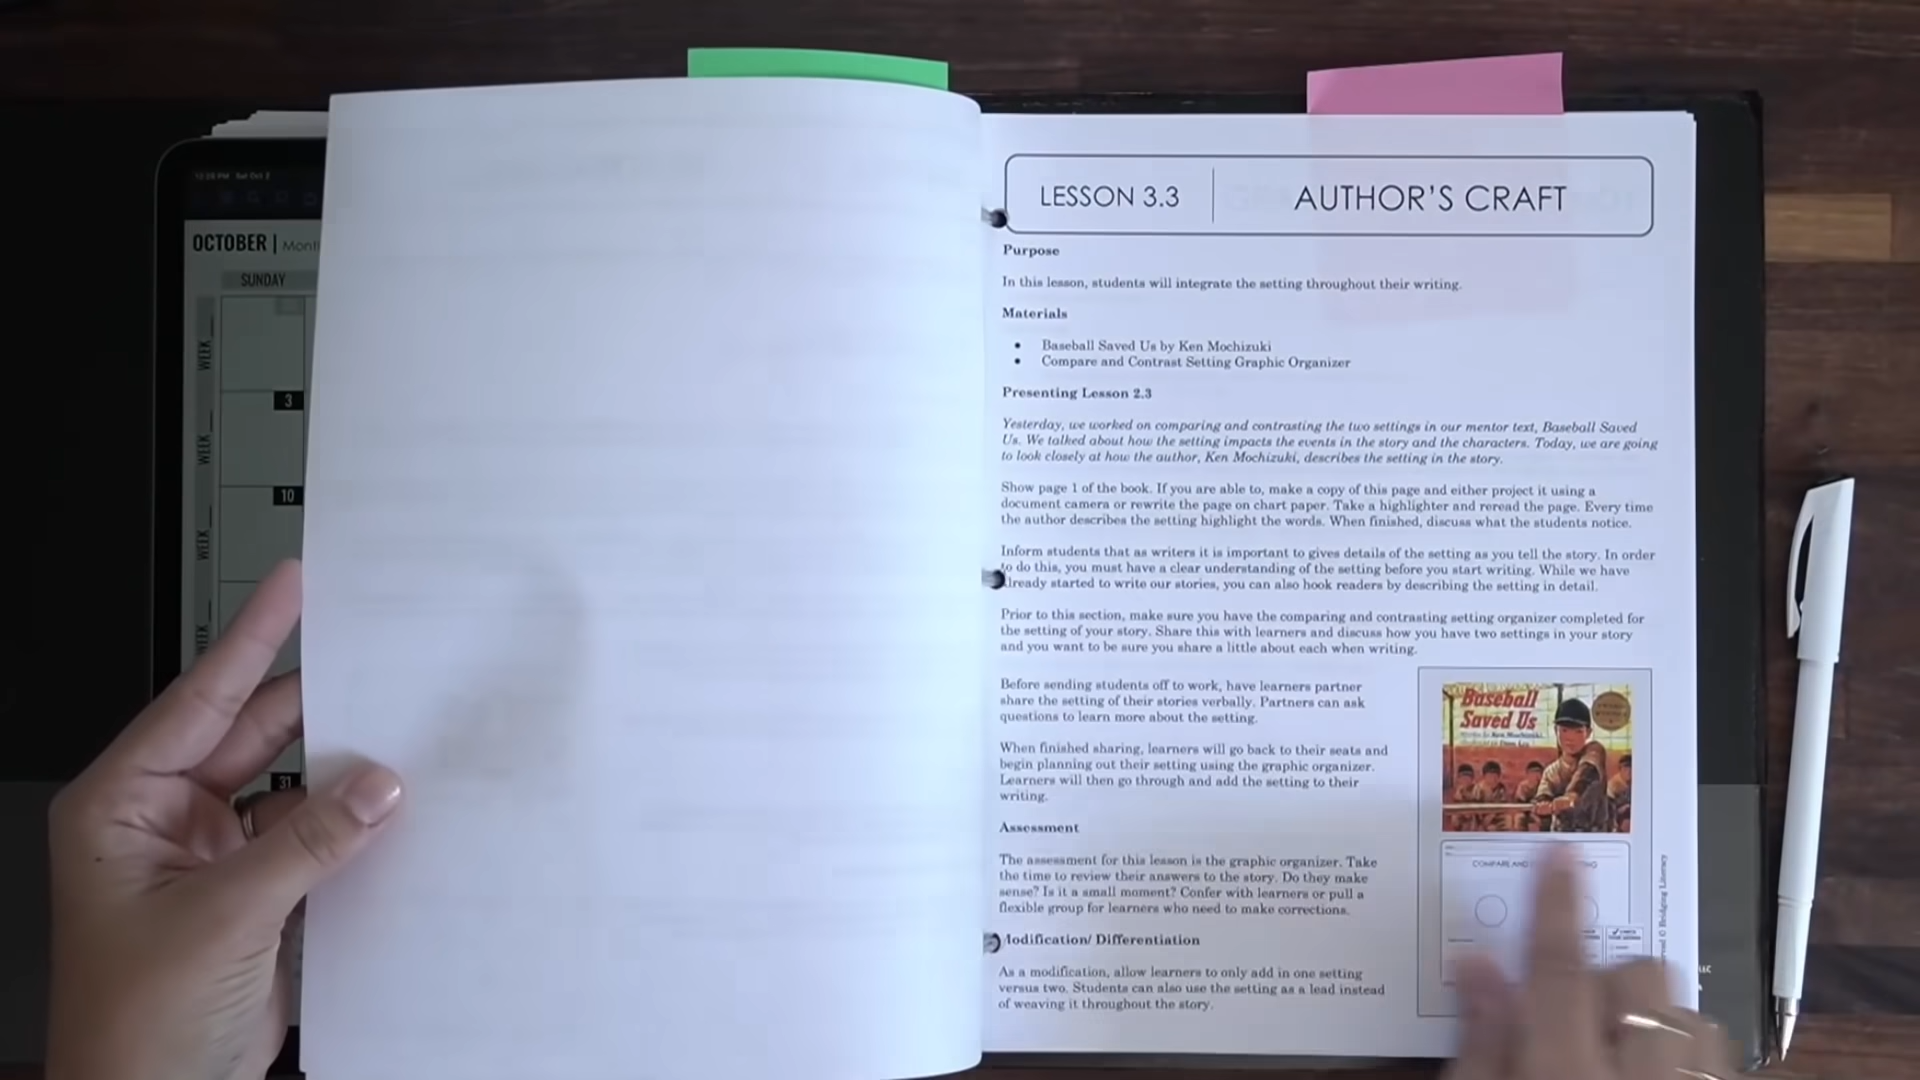 12:28 PM Sat Oct 2
OCTOBER |
SUNDAY
WEEK
3
WEEK
10
WEEK
WEEK
31
LESSON 3.3 | AUTHOR'S CRAFT
Purpose
In this lesson, students will integrate the setting throughout their writing.
Materials
• Baseball Saved Us by Ken Mochizuki
• Compare and Contrast Setting Graphic Organizer
Presenting Lesson 2.3
Yesterday, we worked on comparing and contrasting the two settings in our mentor text, Baseball Saved
Us. We talked about how the setting impacts the events in the story and the characters. Today, we are going
to look closely at how the author, Ken Mochizuki, describes the setting in the story.
Show page 1 of the book. If you are able to, make a copy of this page and either project it using a
document camera or rewrite the page on chart paper. Take a highlighter and reread the page. Every time
the author describes the setting highlight the words. When finished, discuss what the students notice.
Inform students that as writers it is important to gives details of the setting as you tell the story. In order
to do this, you must have a clear understanding of the setting before you start writing. While we have
already started to write our stories, you can also hook readers by describing the setting in detail.
Prior to this section, make sure you have the comparing and contrasting setting organizer completed for
the setting of your story. Share this with learners and discuss how you have two settings in your story
and you want to be sure you share a little about each when writing.
Before sending students off to work, have learners partner
share the setting of their stories verbally. Partners can ask
questions to learn more about the setting.
When finished sharing, learners will go back to their seats and
begin planning out their setting using the graphic organizer.
Learners will then go through and add the setting to their
writing.
Baseball
Saved Us
Ken Mochizuki
Assessment
The assessment for this lesson is the graphic organizer. Take
the time to review their answers to the story. Do they make
sense? Is it a small moment? Confer with learners or pull a
flexible group for learners who need to make corrections.
COMPARE AND
Modification/ Differentiation
As a modification, allow learners to only add in one setting
versus two. Students can also use the setting as a lead instead
of weaving it throughout the story.
© Bridging Literacy